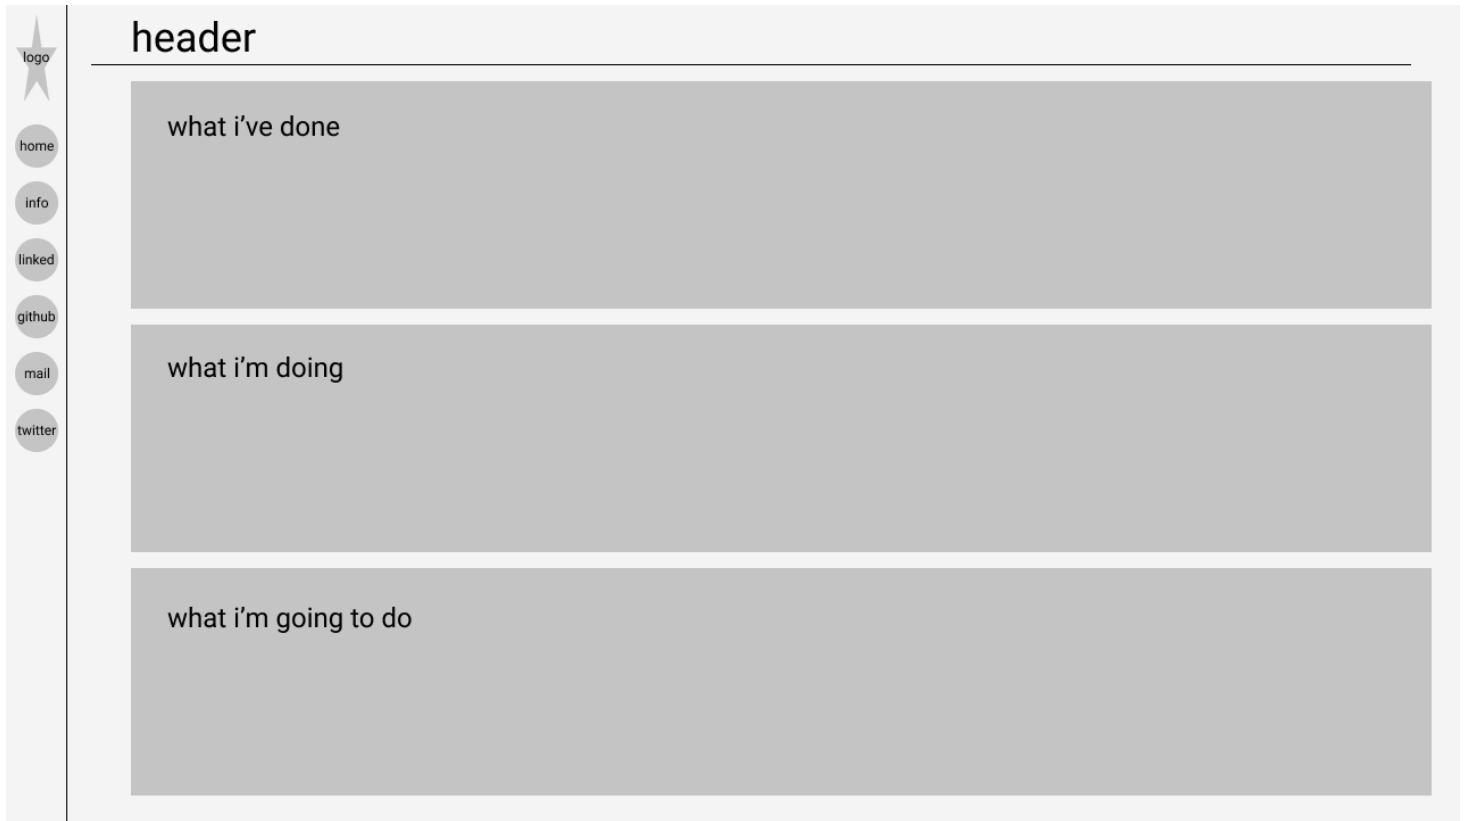 logo
home
info
linked
github
mail
twitter
header
what i’ve done
what i’m doing
what i’m going to do